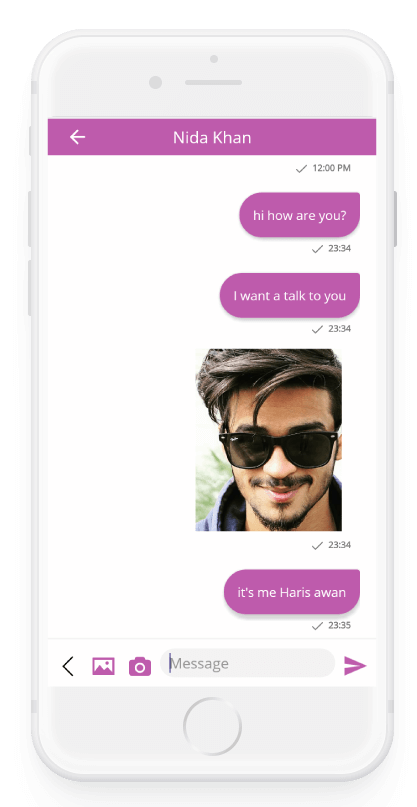 Nida Khan
12:00 PM
hi how are you?
23:34
I want a talk to you
23:34
23:34
it's me Haris awan
23:35
Message